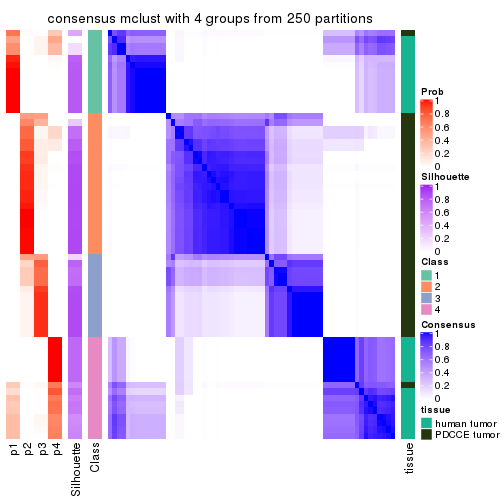 consensus mclust with 4 groups from 250 partitions
Prob
1
0.8
0.6
0.4
0.2
0
Silhouette
1
0.8
0.6
0.4
0.2
0
Class
1
2
3
4
Consensus
1
0.8
0.6
0.4
0.2
0
tissue
human tumor
PDCCE tumor
p1
p2
p3
p4
Silhouette
Class
tissue